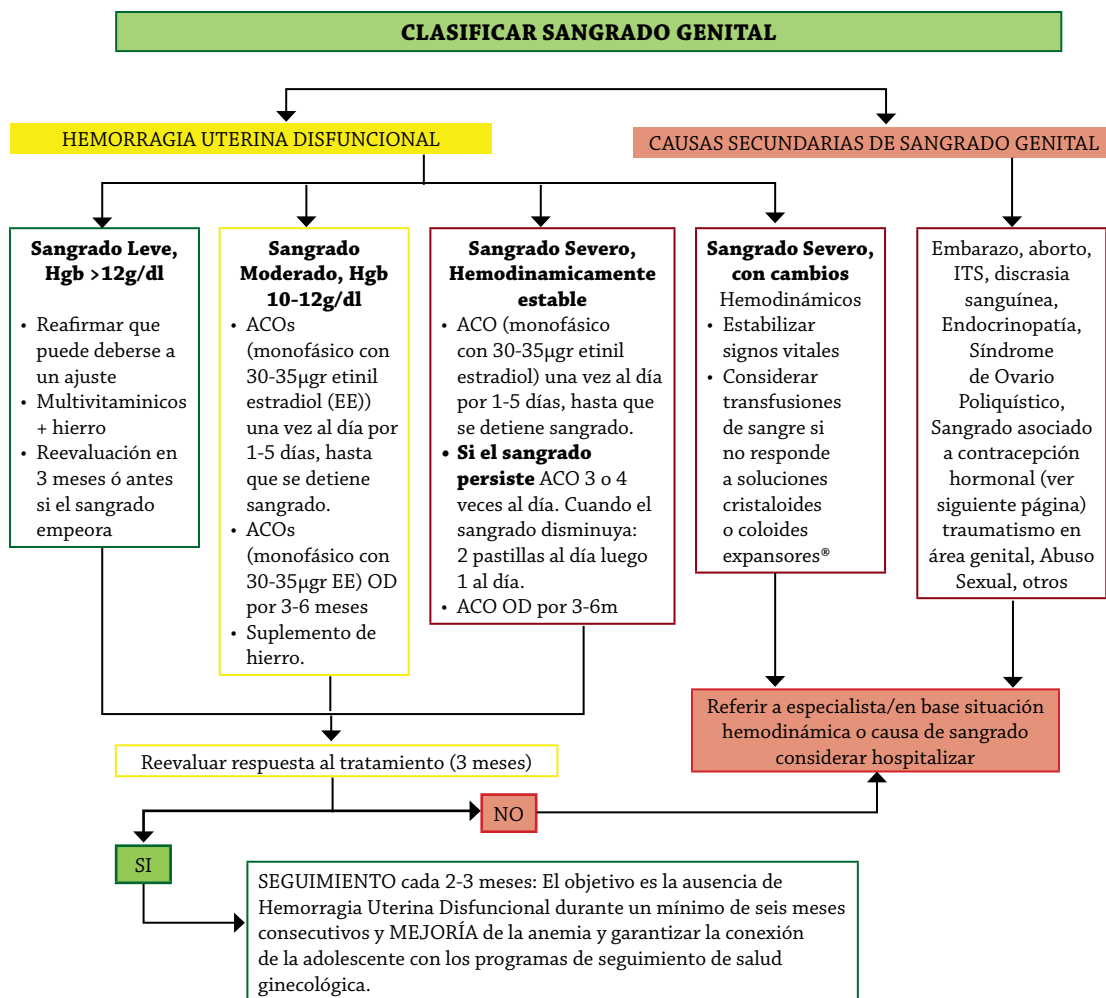 CLASIFICAR SANGRADO GENITAL
HEMORRAGIA UTERINA DISFUNCIONAL
CAUSAS SECUNDARIAS DE SANGRADO GENITAL
Sangrado Leve,
Hgb >12g/dl
• Reafirmar que
puede deberse a
un ajuste
• Multivitaminicos
+ hierro
• Reevaluación en
3 meses ó antes
si el sangrado
empeora
Sangrado
Moderado, Hgb
10-12g/dl
• ACOs
(monofásico con
30-35µgr etinil
estradiol (EE))
una vez al día por
1-5 días, hasta
que se detiene
sangrado.
• ACOs
(monofásico con
30-35µgr EE) OD
por 3-6 meses
• Suplemento de
hierro.
Sangrado Severo,
Hemodinamicamente
estable
• ACO (monofásico
con 30-35µgr etinil
estradiol) una vez al día
por 1-5 días, hasta que
se detiene sangrado.
• Si el sangrado
persiste ACO 3 o 4
veces al día. Cuando el
sangrado disminuya:
2 pastillas al día luego
1 al día.
• ACO OD por 3-6m
Sangrado Severo,
con cambios
Hemodinámicos
• Estabilizar
signos vitales
• Considerar
transfusiones
de sangre si
no responde
a soluciones
cristaloides
o coloides
expansores®
Embarazo, aborto,
ITS, discrasia
sanguínea,
Endocrinopatía,
Síndrome
de Ovario
Poliquístico,
Sangrado asociado
a contracepción
hormonal (ver
siguiente página)
traumatismo en
área genital, Abuso
Sexual, otros
Reevaluar respuesta al tratamiento (3 meses)
Referir a especialista/en base situación
hemodinámica o causa de sangrado
considerar hospitalizar
NO
SI
SEGUIMIENTO cada 2-3 meses: El objetivo es la ausencia de
Hemorragia Uterina Disfuncional durante un mínimo de seis meses
consecutivos y MEJORÍA de la anemia y garantizar la conexión
de la adolescente con los programas de seguimiento de salud
ginecológica.